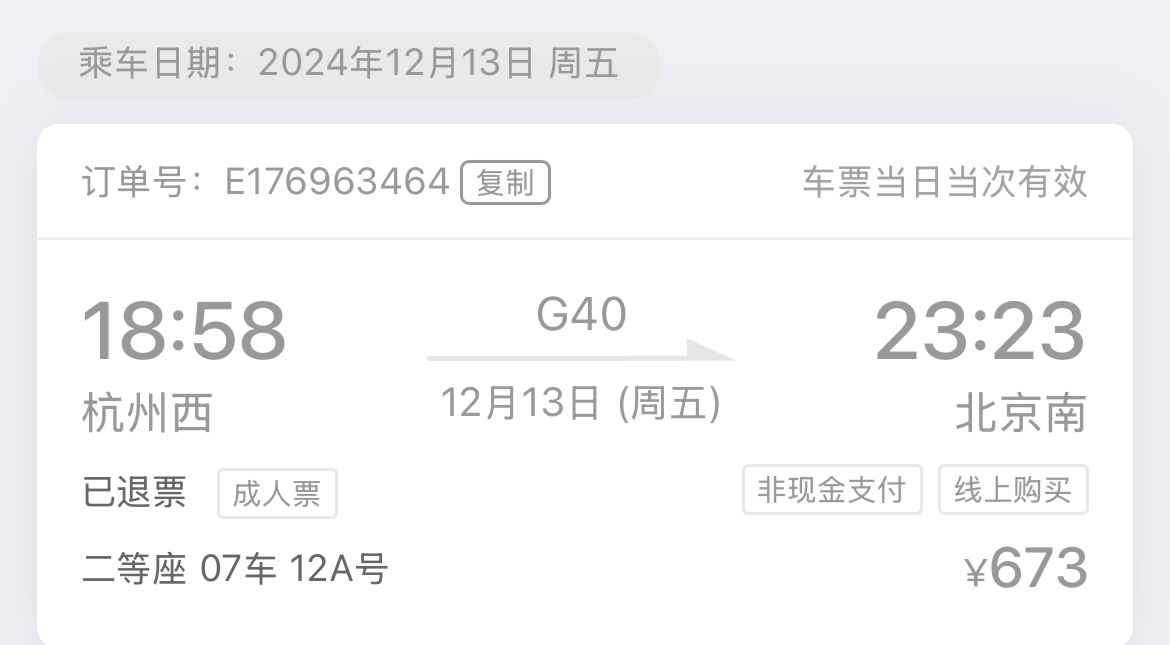 乘车日期：2024年12月13日 周五
订单号：E176963464 复制 车票当日当次有效
18:58 G40 23:23
杭州西 12月13日 (周五) 北京南
已退票 成人票 非现金支付 线上购买
二等座 07车 12A号 ¥673